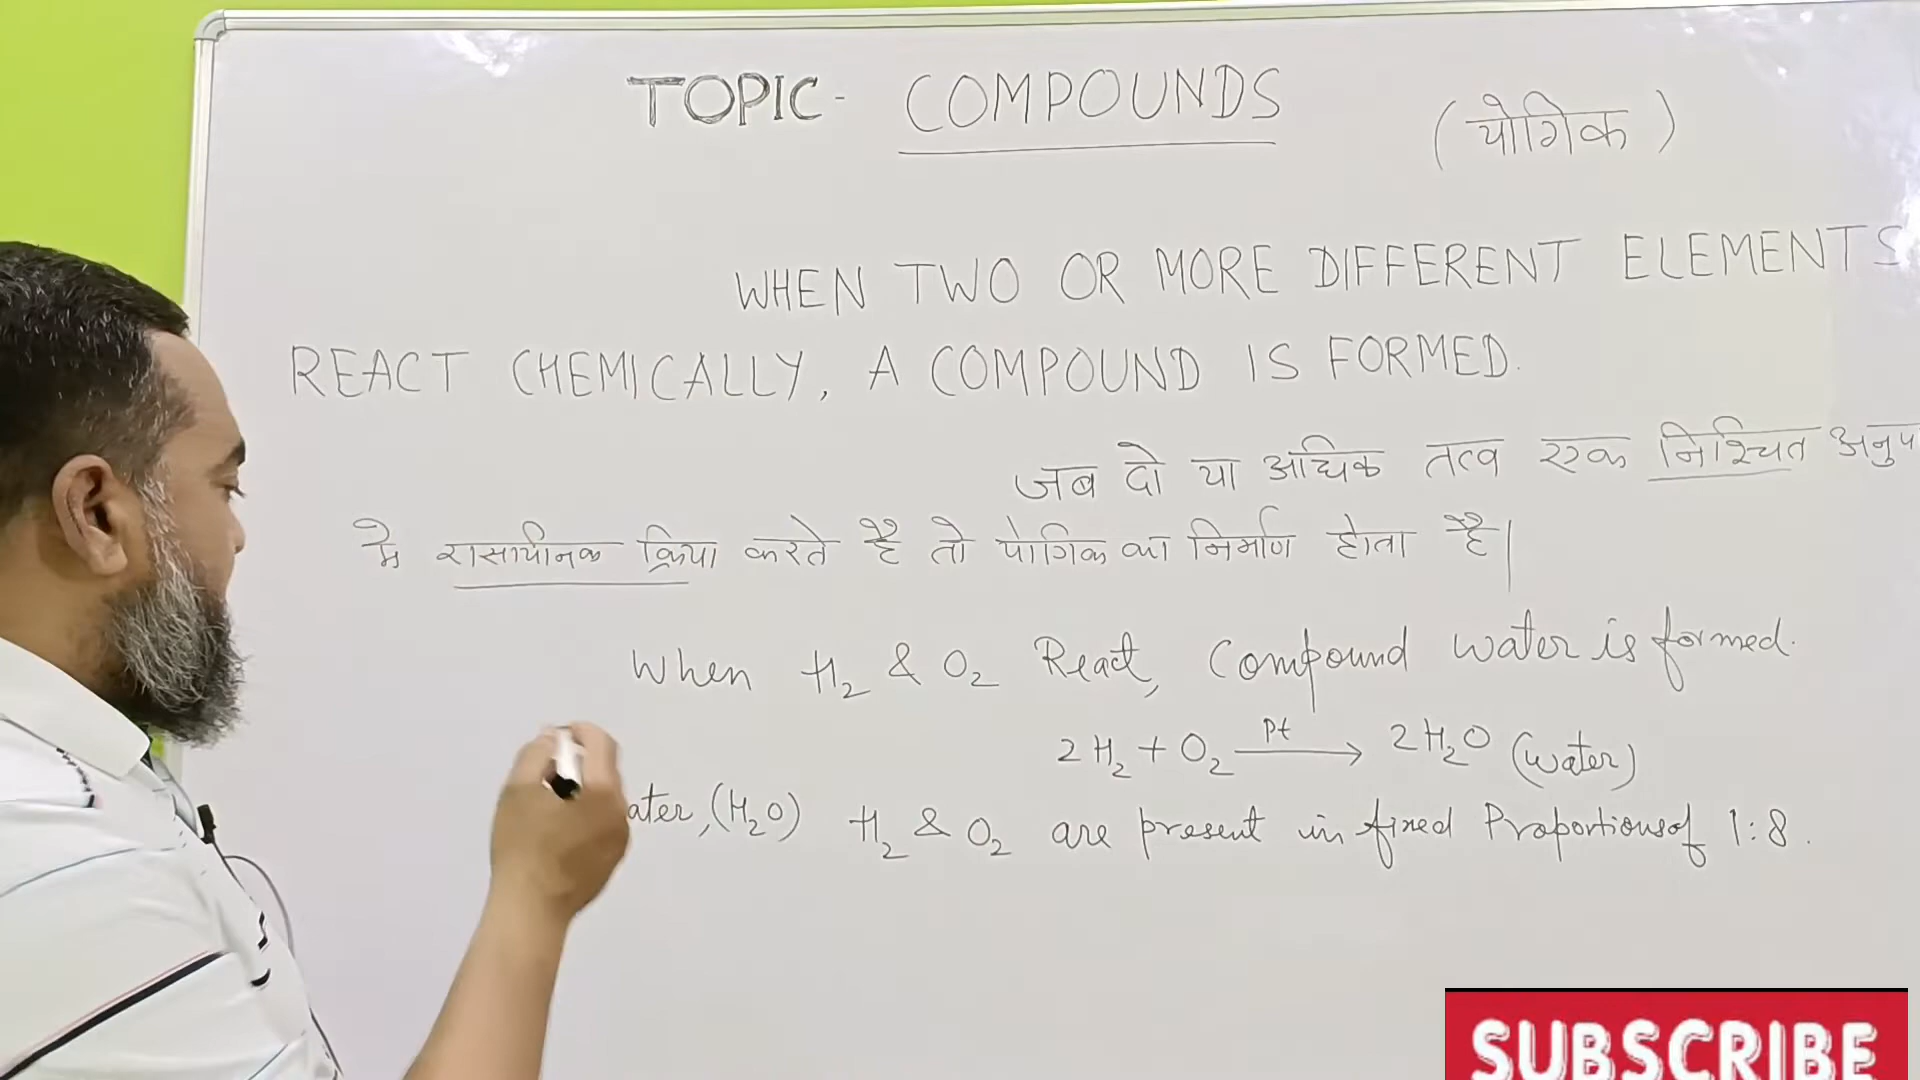 TOPIC- COMPOUNDS (यौगिक)
WHEN TWO OR MORE DIFFERENT ELEMENTS
REACT CHEMICALLY, A COMPOUND IS FORMED.
जब दो या अधिक तत्व एक निश्चित अनुप
में रासायनिक क्रिया करते है तो यौगिक का निर्माण होता है|
When H₂ & O₂ React, Compound water is formed.
2H₂ + O₂ —Pt→ 2H₂O (water)
ater, (H₂O) H₂ & O₂ are present in fixed Proportions of 1:8.
SUBSCRIBE